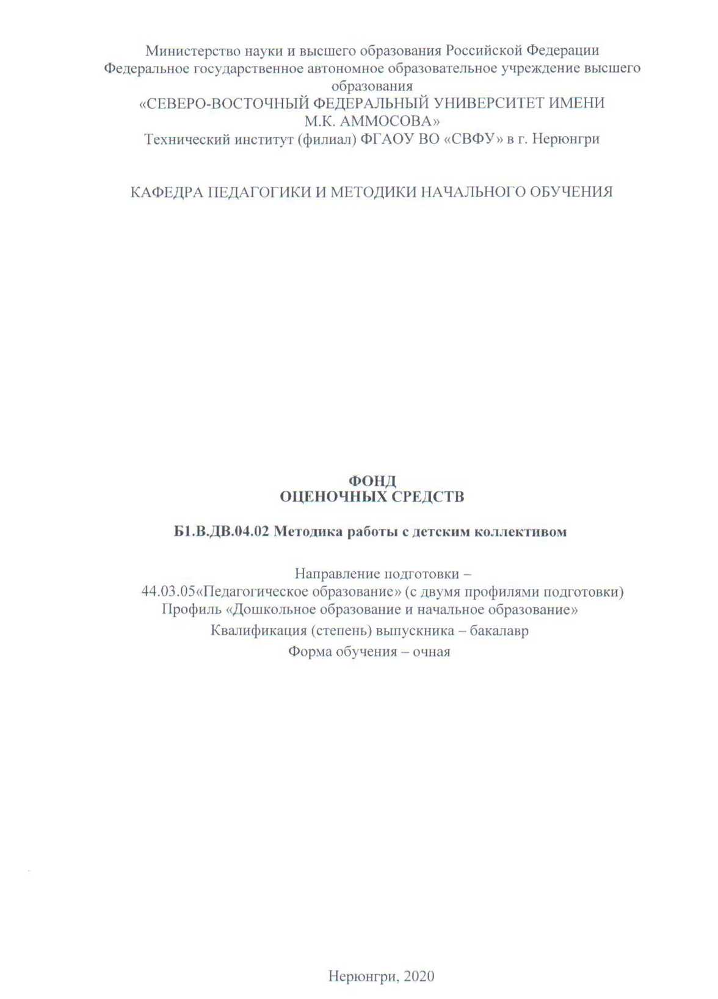 Министерство науки и высшего образования Российской Федерации
Федеральное государственное автономное образовательное учреждение высшего
образования
«СЕВЕРО-ВОСТОЧНЫЙ ФЕДЕРАЛЬНЫЙ УНИВЕРСИТЕТ ИМЕНИ
М.К. АММОСОВА»
Технический институт (филиал) ФГАОУ ВО «СВФУ» в г. Нерюнгри
КАФЕДРА ПЕДАГОГИКИ И МЕТОДИКИ НАЧАЛЬНОГО ОБУЧЕНИЯ
ФОНД
ОЦЕНОЧНЫХ СРЕДСТВ
Б1.В.ДВ.04.02 Методика работы с детским коллективом
Направление подготовки –
44.03.05«Педагогическое образование» (с двумя профилями подготовки)
Профиль «Дошкольное образование и начальное образование»
Квалификация (степень) выпускника – бакалавр
Форма обучения – очная
Нерюнгри, 2020